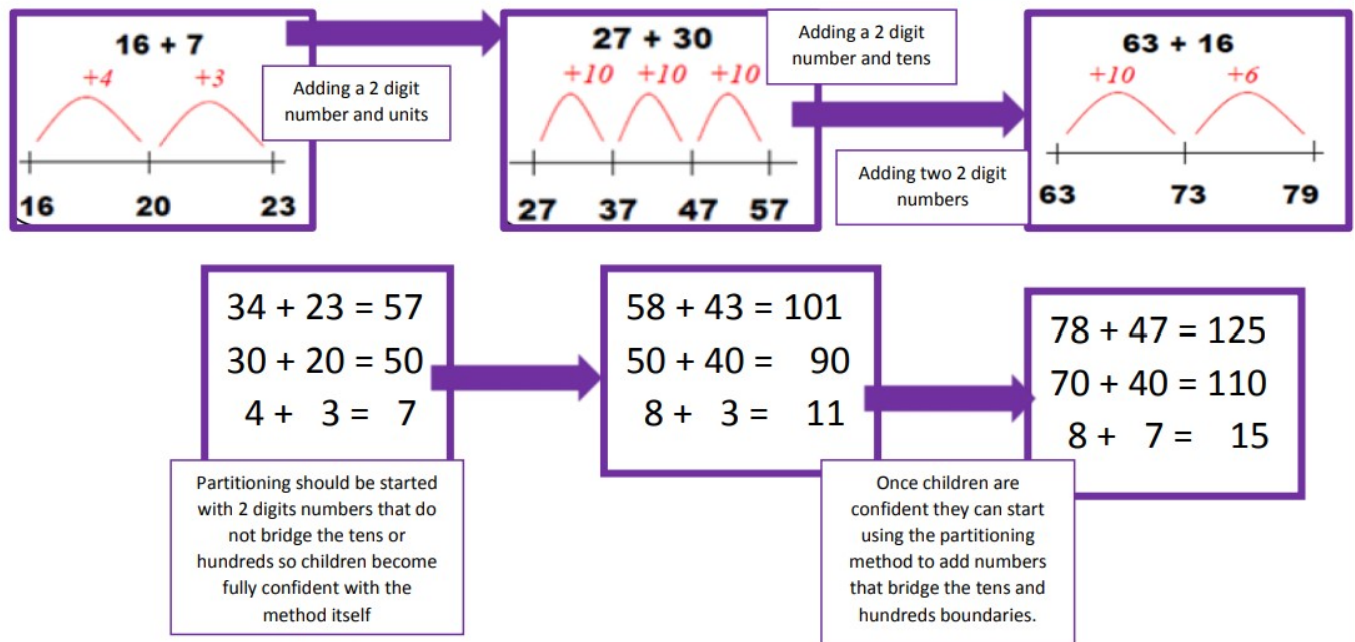 16 + 7
+4 +3
16 20 23
Adding a 2 digit
number and units
27 + 30
+10 +10 +10
27 37 47 57
Adding a 2 digit
number and tens
Adding two 2 digit
numbers
63 + 16
+10 +6
63 73 79
34 + 23 = 57
30 + 20 = 50
4 + 3 = 7
Partitioning should be started
with 2 digits numbers that do
not bridge the tens or
hundreds so children become
fully confident with the
method itself
58 + 43 = 101
50 + 40 = 90
8 + 3 = 11
Once children are
confident they can start
using the partitioning
method to add numbers
that bridge the tens and
hundreds boundaries.
78 + 47 = 125
70 + 40 = 110
8 + 7 = 15